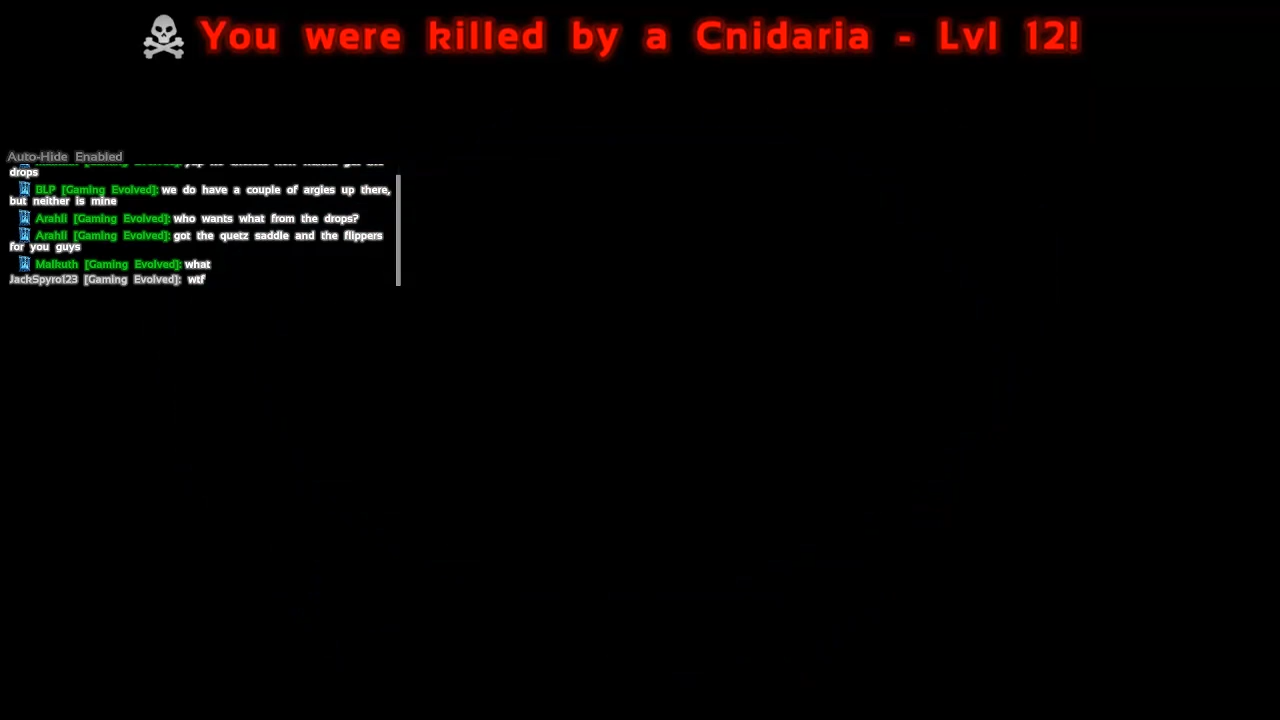 You were killed by a Cnidaria - Lvl 12!
Auto-Hide Enabled
drops
BLP [Gaming Evolved]: we do have a couple of argies up there,
but neither is mine
Arahli [Gaming Evolved]: who wants what from the drops?
Arahli [Gaming Evolved]: got the quetz saddle and the flippers
for you guys
Malkuth [Gaming Evolved]: what
JackSpyro123 [Gaming Evolved]: wtf